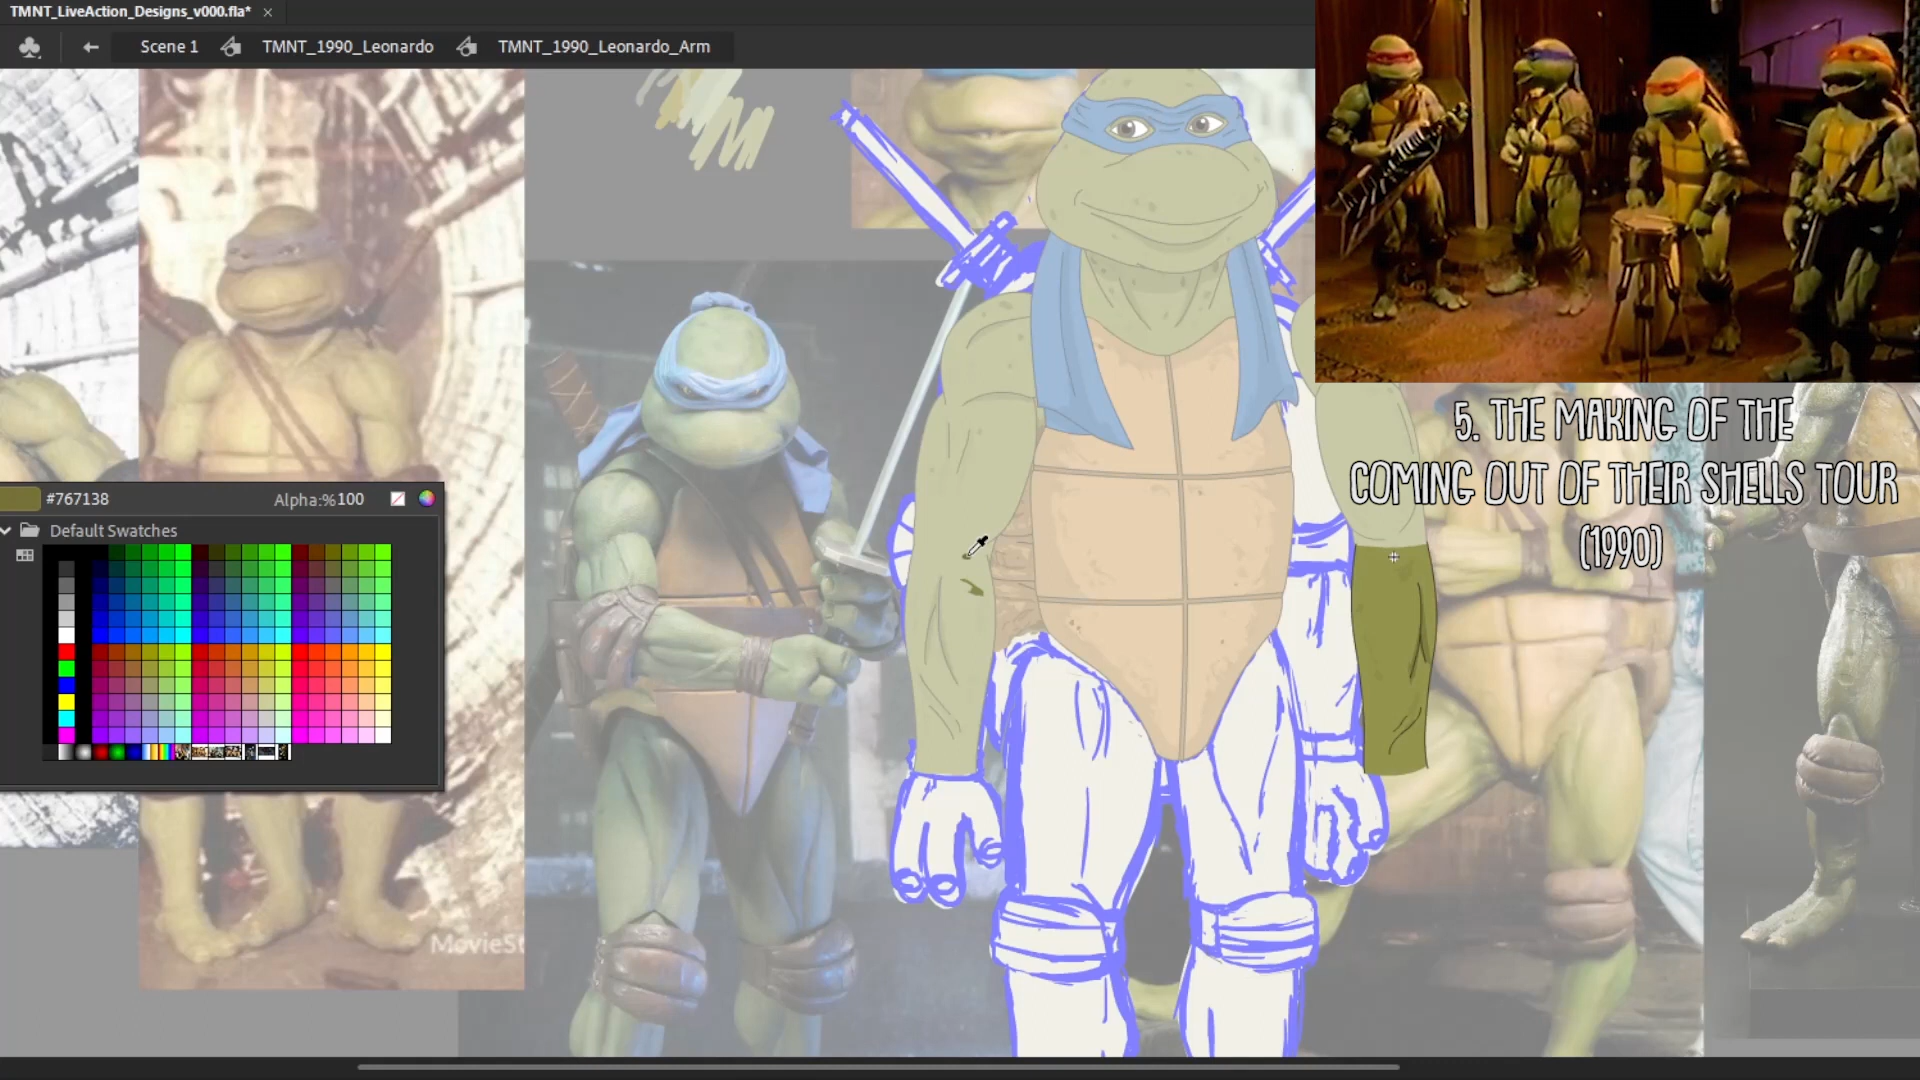 TMNT_LiveAction_Designs_v000.fla*
Scene 1 TMNT_1990_Leonardo TMNT_1990_Leonardo_Arm
5. THE MAKING OF THE
COMING OUT OF THEIR SHELLS TOUR
(1990)
#767138 Alpha:%100
Default Swatches
MovieSt